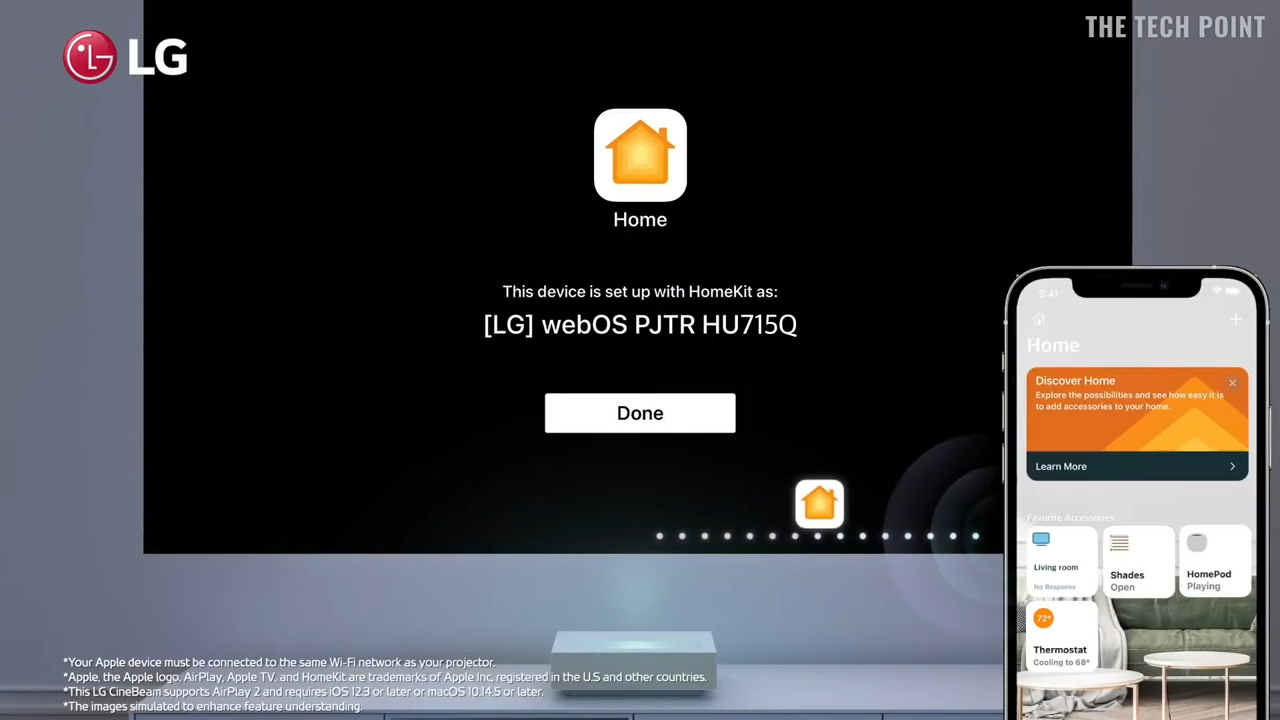 LG
THE TECH POINT
Home
This device is set up with HomeKit as:
[LG] webOS PJTR HU715Q
Done
9:41
Home
Discover Home
Explore the possibilities and see how easy it is
to add accessories to your home.
Learn More
Favorite Accessories
Living room
No Response
Shades
Open
HomePod
Playing
72°
Thermostat
Cooling to 68°
*Your Apple device must be connected to the same Wi-Fi network as your projector.
*Apple, the Apple logo, AirPlay, Apple TV, and HomeKit are trademarks of Apple Inc, registered in the U.S and other countries.
*This LG CineBeam supports AirPlay 2 and requires iOS 12.3 or later or macOS 10.14.5 or later.
*The images simulated to enhance feature understanding.